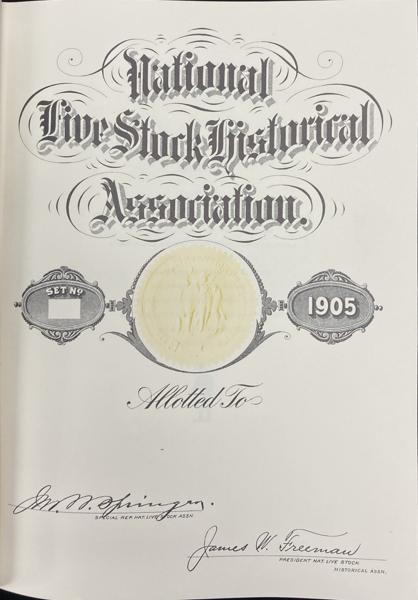 National
Live Stock Historical
Association.
SET No
1905
Allotted To
Jno. W. Springer.
SPECIAL REP. NAT. LIVE STOCK ASSN.
James W. Freeman
PRESIDENT NAT. LIVE STOCK
HISTORICAL ASSN.